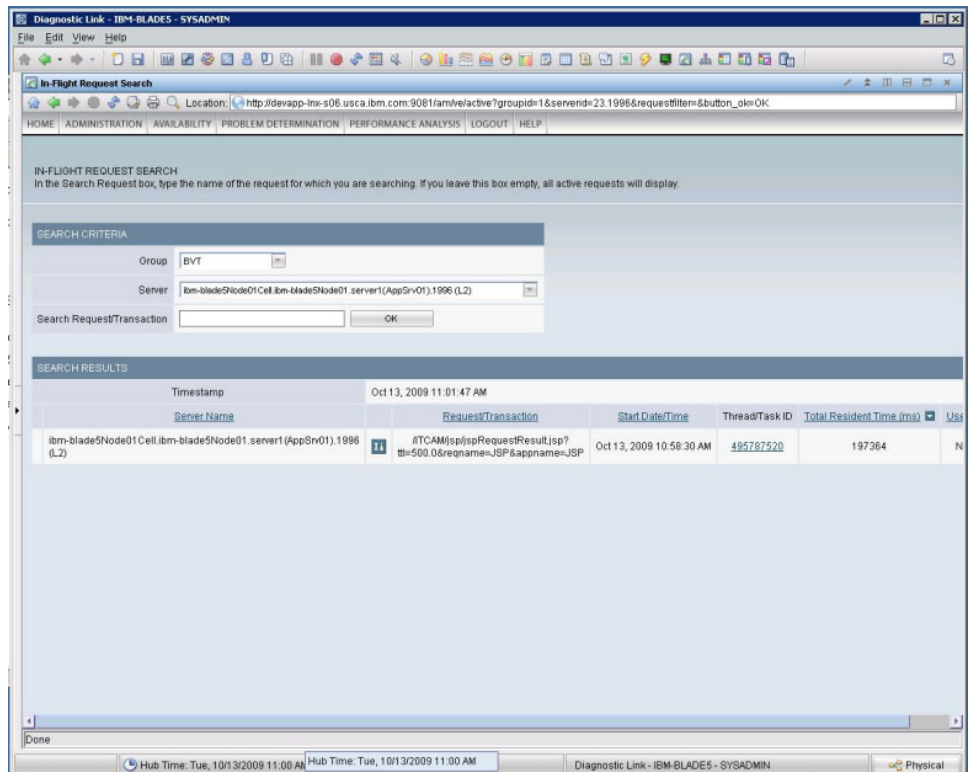 Diagnostic Link - IBM-BLADE5 - SYSADMIN
File Edit View Help
In-Flight Request Search
Location: http://devapp-lnx-s06.usca.ibm.com:9081/am/ve/active?groupid=1&serverid=23.1996&requestfilter=&button_ok=OK
HOME ADMINISTRATION AVAILABILITY PROBLEM DETERMINATION PERFORMANCE ANALYSIS LOGOUT HELP
IN-FLIGHT REQUEST SEARCH
In the Search Request box, type the name of the request for which you are searching. If you leave this box empty, all active requests will display.
SEARCH CRITERIA
Group BVT
Server ibm-blade5Node01Cell.ibm-blade5Node01.server1(AppSrv01).1996 (L2)
Search Request/Transaction OK
SEARCH RESULTS
Timestamp Oct 13, 2009 11:01:47 AM
Server Name Request/Transaction Start Date/Time Thread/Task ID Total Resident Time (ms) Use
ibm-blade5Node01Cell.ibm-blade5Node01.server1(AppSrv01).1996 (L2) /ITCAM/jsp/jspRequestResult.jsp?ttl=500.0&reqname=JSP&appname=JSP Oct 13, 2009 10:58:30 AM 495787520 197364 N
Done
Hub Time: Tue, 10/13/2009 11:00 AM Hub Time: Tue, 10/13/2009 11:00 AM Diagnostic Link - IBM-BLADE5 - SYSADMIN Physical